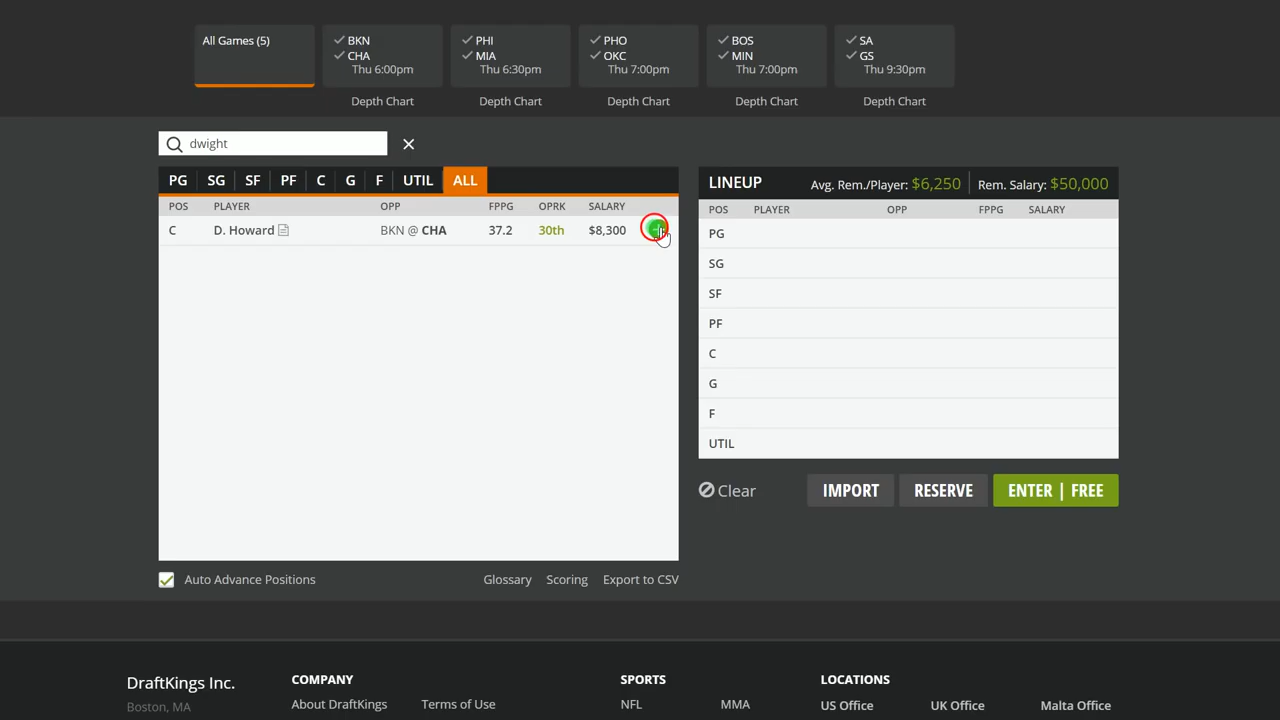 All Games (5)
BKN
CHA
Thu 6:00pm
PHI
MIA
Thu 6:30pm
PHO
OKC
Thu 7:00pm
BOS
MIN
Thu 7:00pm
SA
GS
Thu 9:30pm
Depth Chart Depth Chart Depth Chart Depth Chart Depth Chart
dwight
PG SG SF PF C G F UTIL ALL
POS PLAYER OPP FPPG OPRK SALARY
C D. Howard BKN @ CHA 37.2 30th $8,300
Auto Advance Positions Glossary Scoring Export to CSV
LINEUP Avg. Rem./Player: $6,250 Rem. Salary: $50,000
POS PLAYER OPP FPPG SALARY
PG
SG
SF
PF
C
G
F
UTIL
Clear IMPORT RESERVE ENTER | FREE
DraftKings Inc.
Boston, MA
COMPANY
About DraftKings Terms of Use
SPORTS
NFL MMA
LOCATIONS
US Office UK Office Malta Office